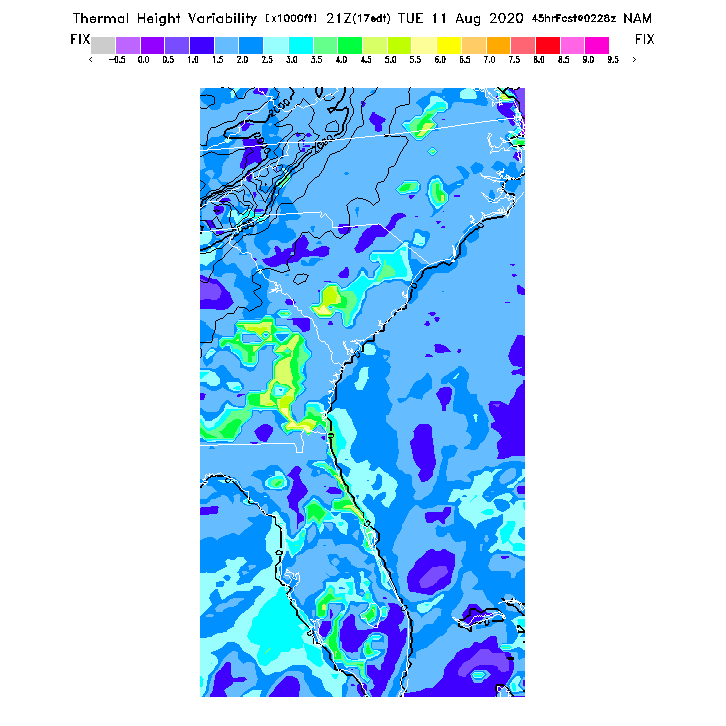 Thermal Height Variability [x1000ft] 21Z(17edt) TUE 11 Aug 2020 45hrFcst@0228z NAM
FIX FIX
< -0.5 0.0 0.5 1.0 1.5 2.0 2.5 3.0 3.5 4.0 4.5 5.0 5.5 6.0 6.5 7.0 7.5 8.0 8.5 9.0 9.5 >